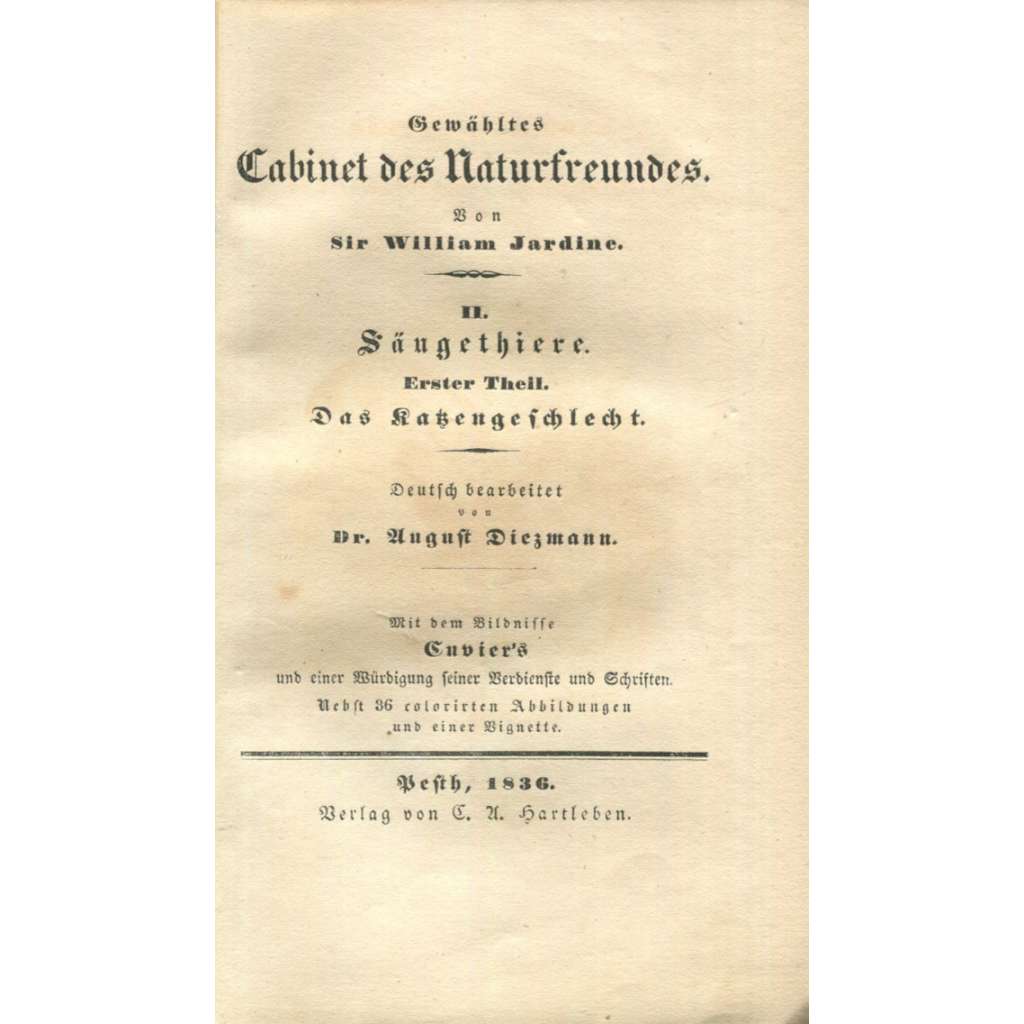 Gewähltes
Cabinet des Naturfreundes.
Von
Sir William Jardine.
II.
Säugethiere.
Erster Theil.
Das Katzengeſchlecht.
Deutſch bearbeitet
von
Dr. Auguſt Diezmann.
Mit dem Bildniſſe
Cuvier's
und einer Würdigung ſeiner Verdienſte und Schriften.
Nebſt 36 colorirten Abbildungen
und einer Vignette.
Peſth, 1836.
Verlag von C. A. Hartleben.